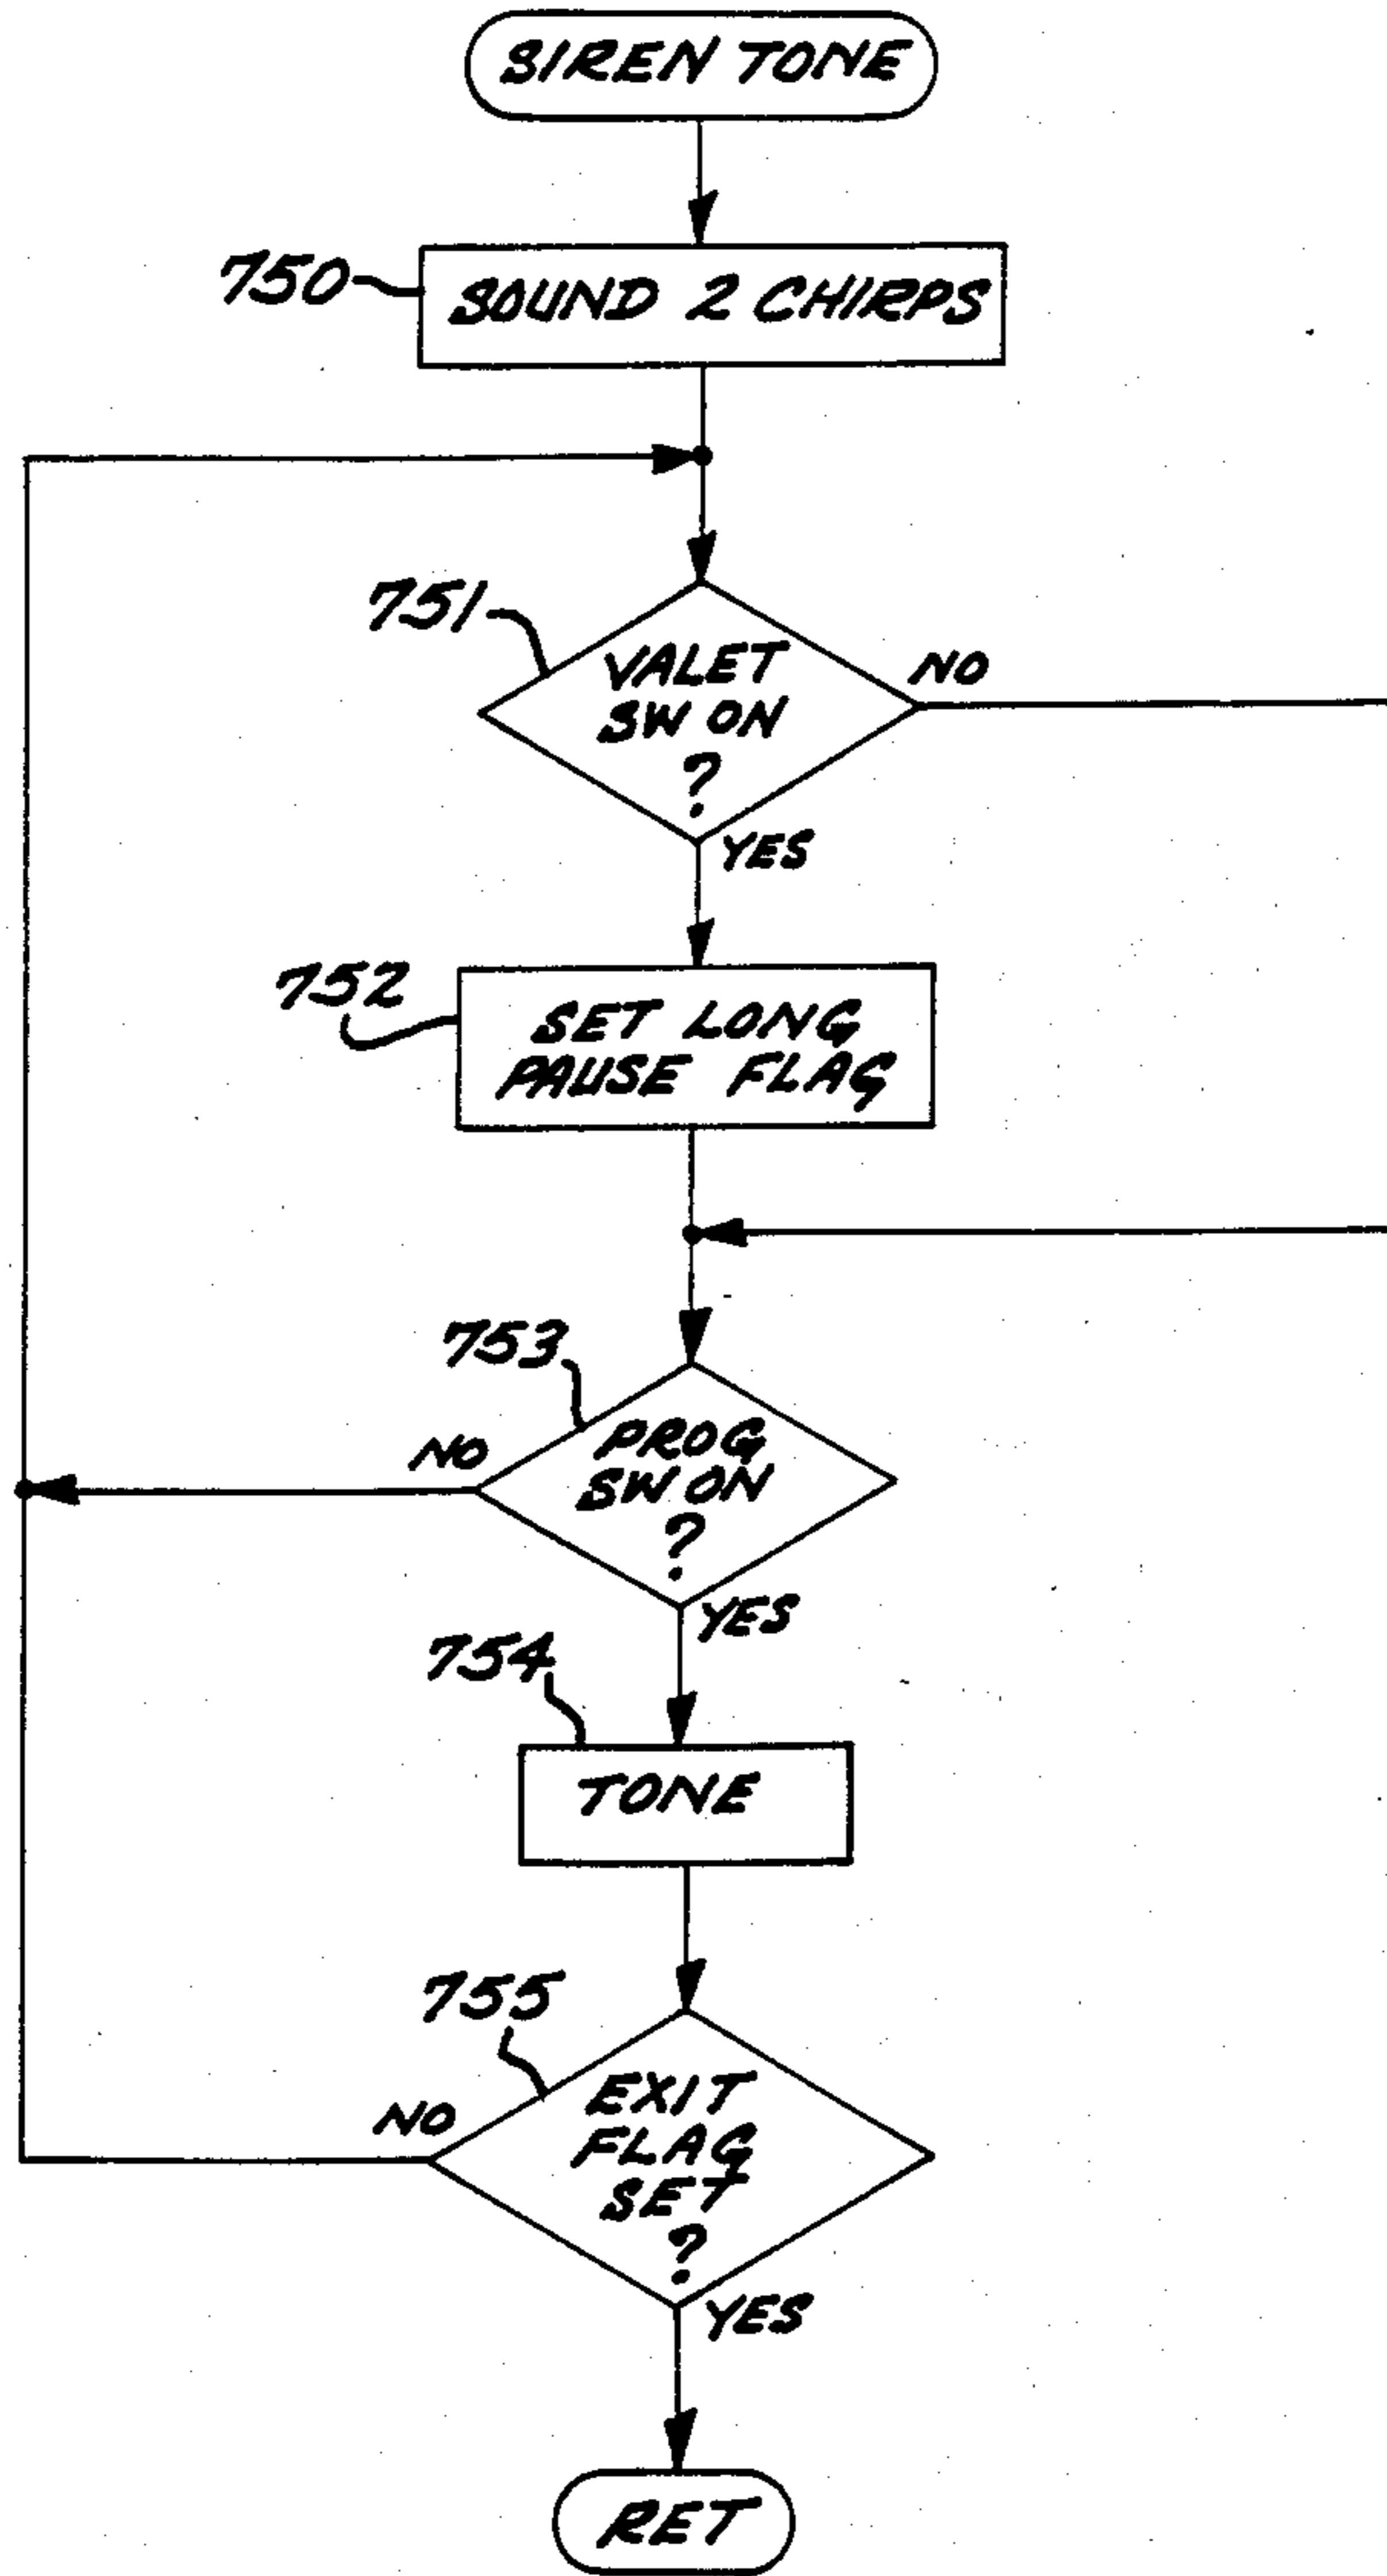 SIREN TONE
750
SOUND 2 CHIRPS
751
VALET
SW ON
?
NO
YES
752
SET LONG
PAUSE FLAG
753
PROG
SW ON
?
NO
YES
754
TONE
755
EXIT
FLAG
SET
?
NO
YES
RET